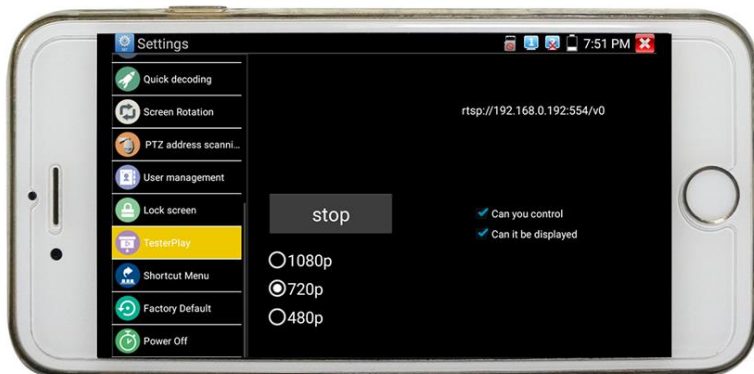 Settings
7:51 PM
Quick decoding
Screen Rotation
PTZ address scanni...
User management
Lock screen
TesterPlay
Shortcut Menu
Factory Default
Power Off
rtsp://192.168.0.192:554/v0
stop
Can you control
Can it be displayed
1080p
720p
480p